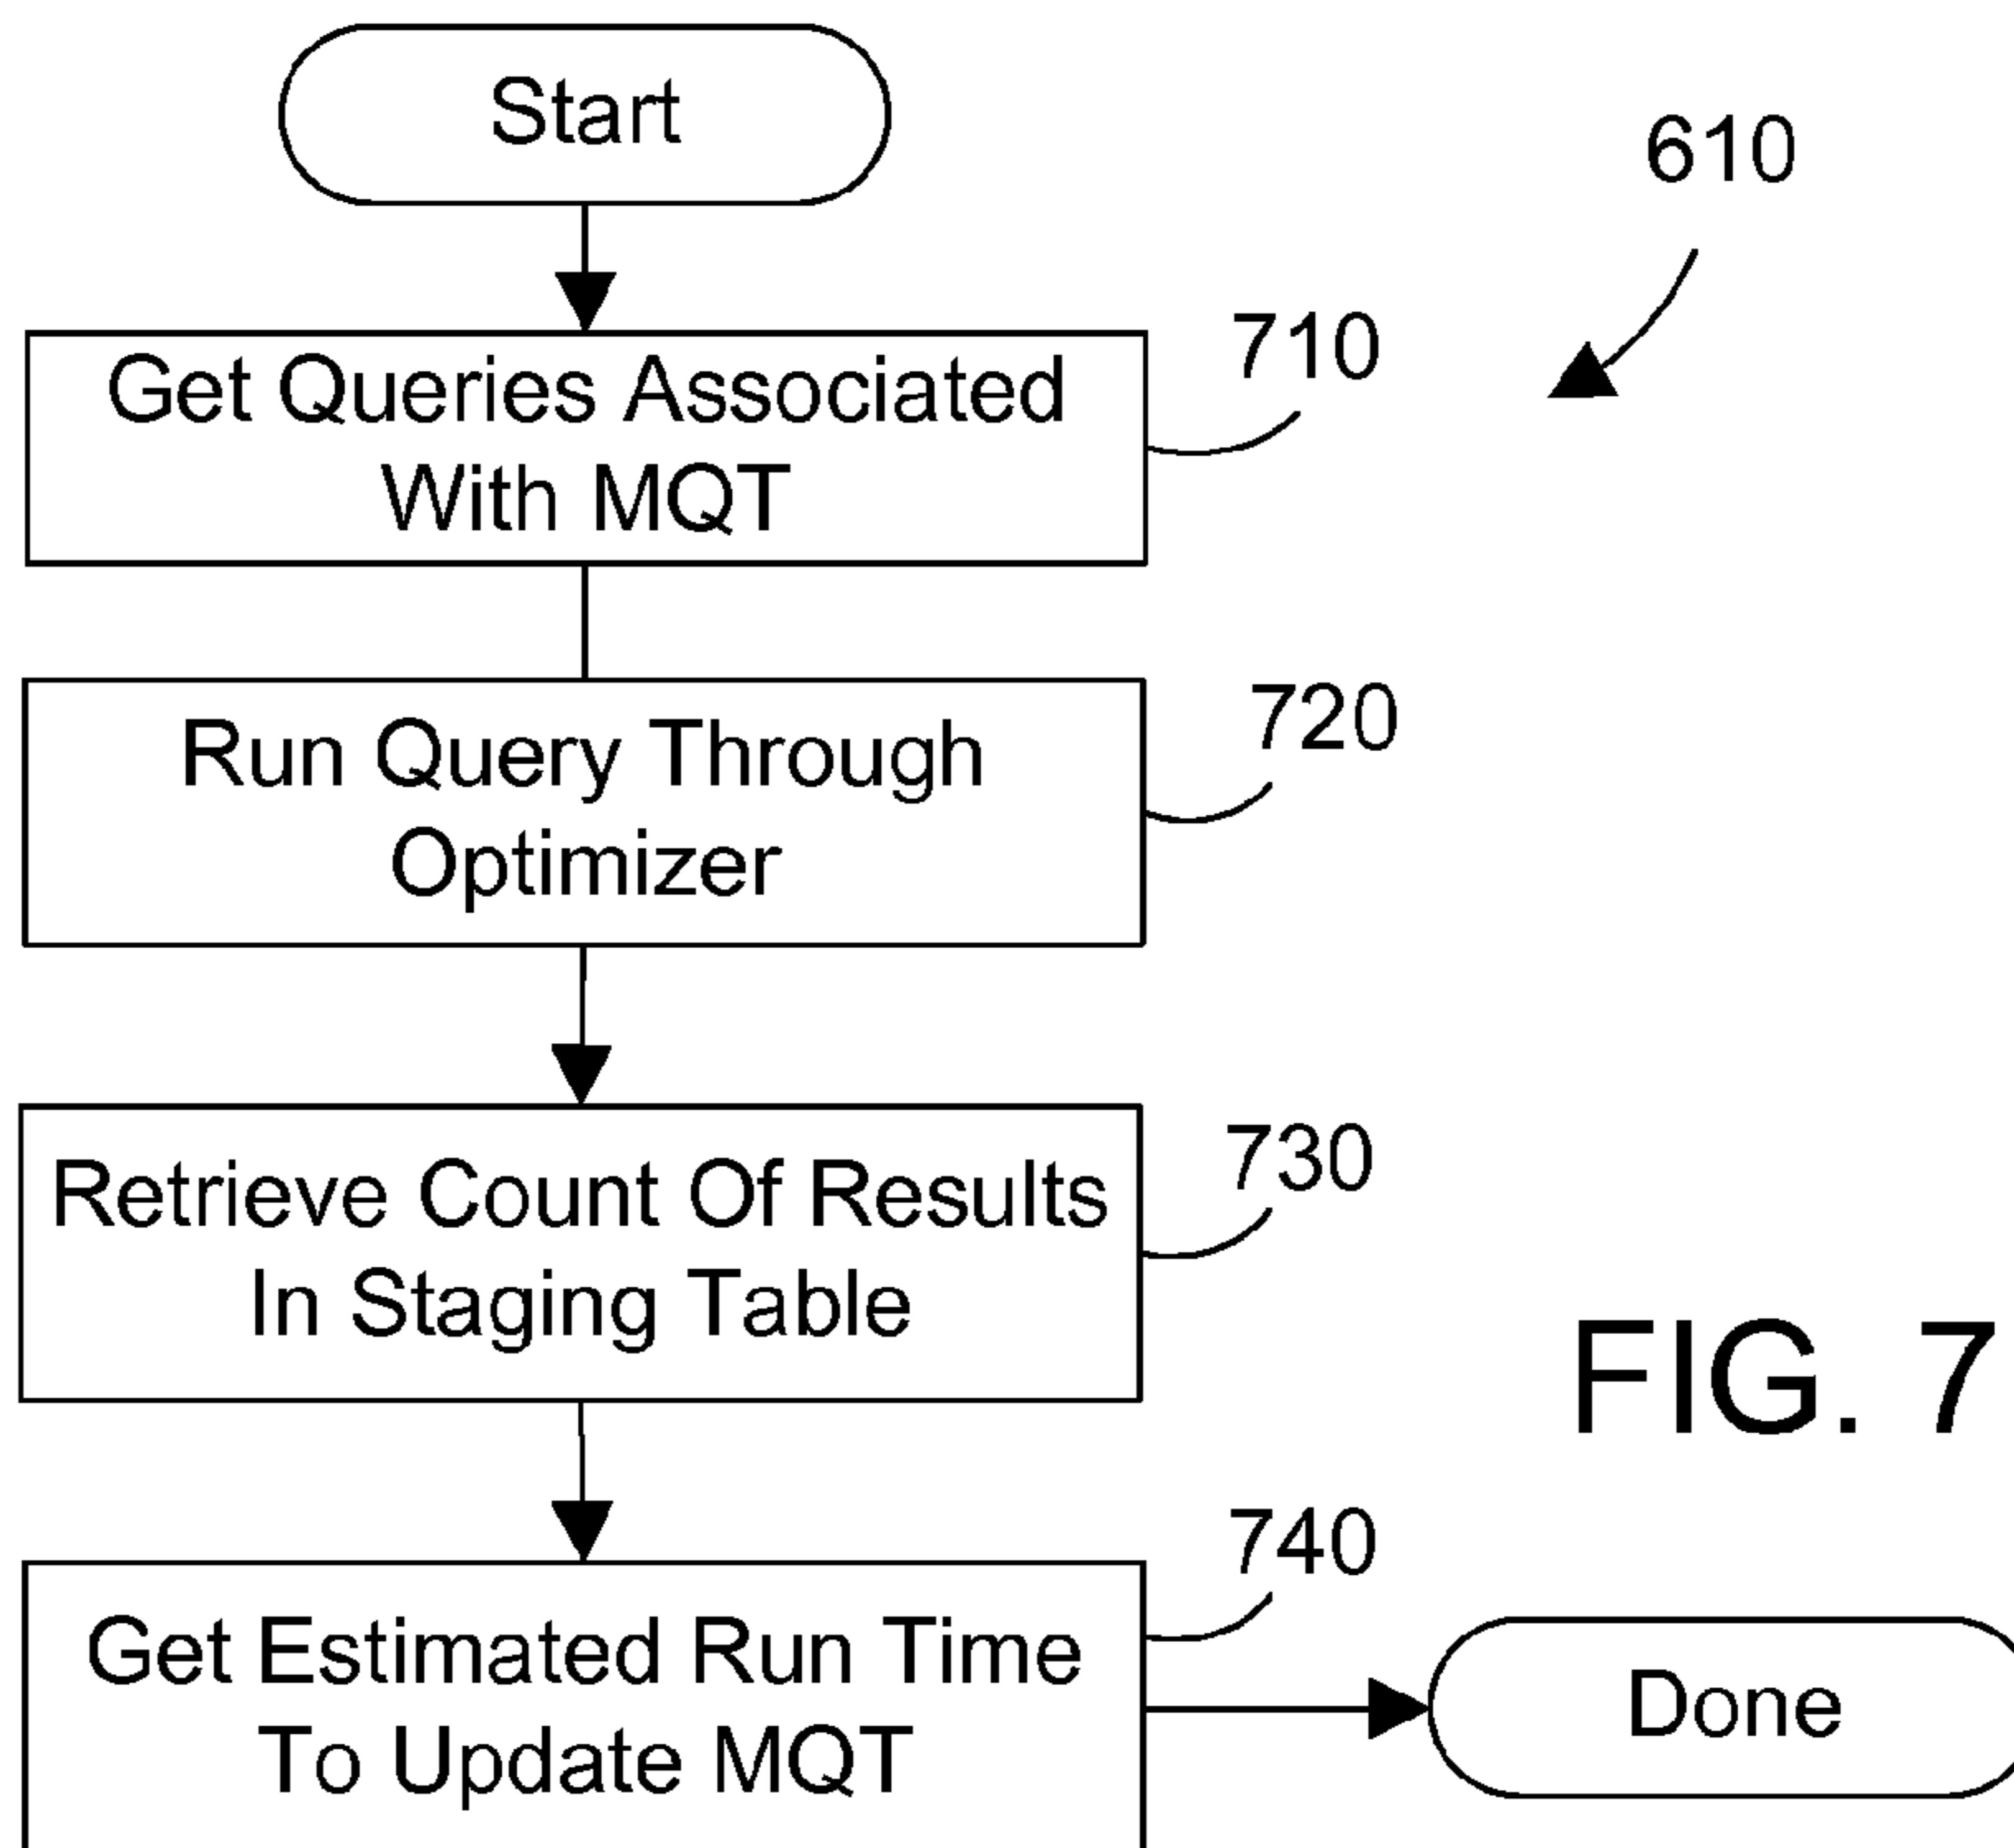 Start
610
Get Queries Associated
With MQT
710
Run Query Through
Optimizer
720
Retrieve Count Of Results
In Staging Table
730
FIG. 7
Get Estimated Run Time
To Update MQT
740
Done